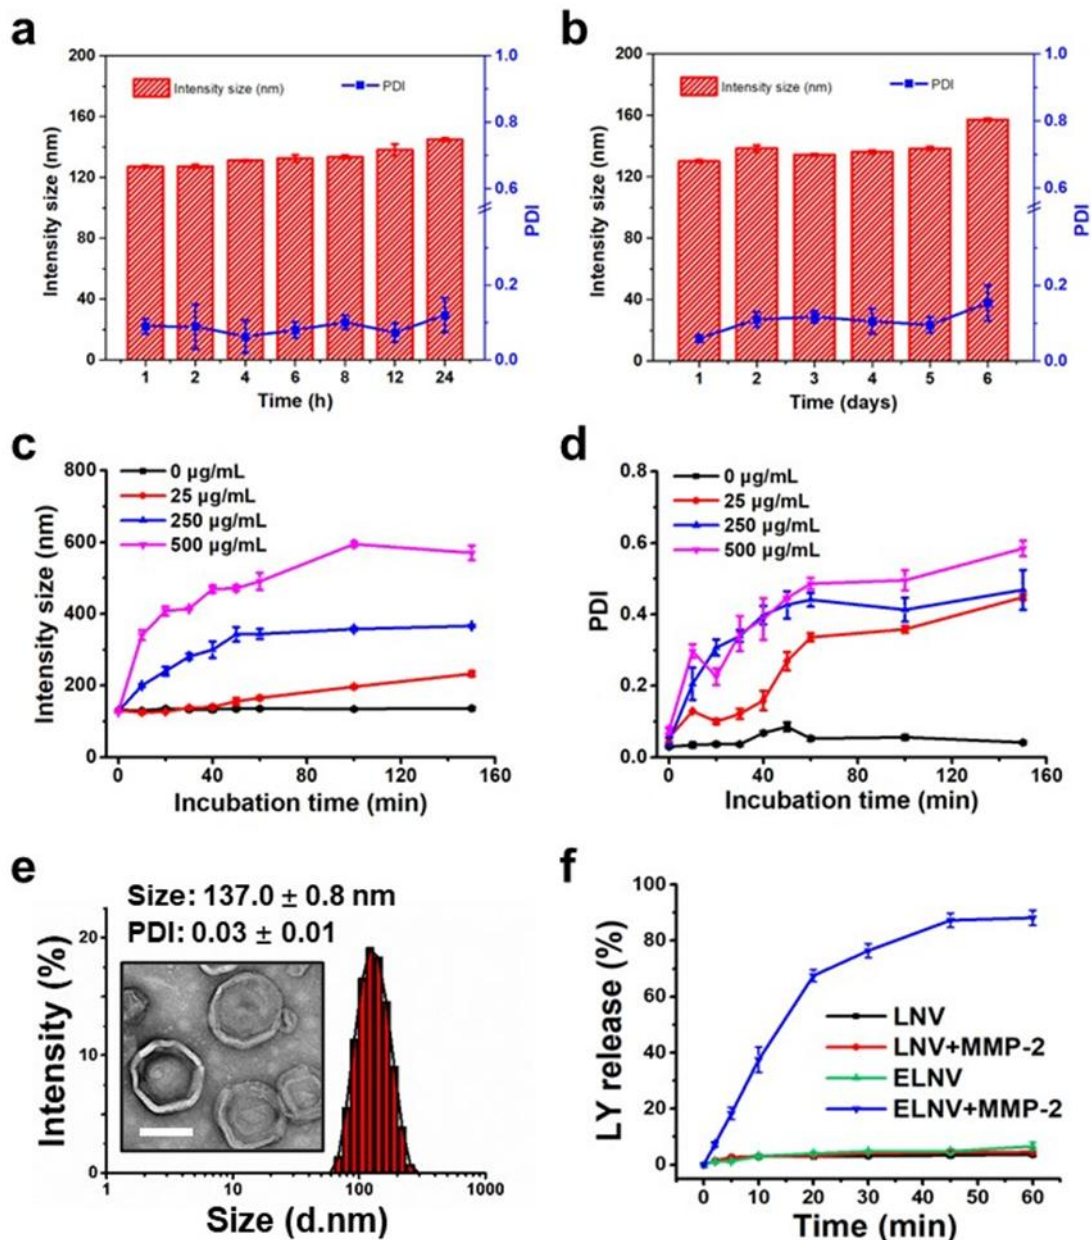 a
200
160
120
80
40
0
Intensity size (nm)
Intensity size (nm)
PDI
1.0
0.8
0.6
0.2
0.0
PDI
1 2 4 6 8 12 24
Time (h)
b
200
160
120
80
40
0
Intensity size (nm)
Intensity size (nm)
PDI
1.0
0.8
0.6
0.2
0.0
PDI
1 2 3 4 5 6
Time (days)
c
800
600
400
200
0
Intensity size (nm)
0 µg/mL
25 µg/mL
250 µg/mL
500 µg/mL
0 40 80 120 160
Incubation time (min)
d
0.8
0.6
0.4
0.2
0.0
PDI
0 µg/mL
25 µg/mL
250 µg/mL
500 µg/mL
0 40 80 120 160
Incubation time (min)
e
Size: 137.0 ± 0.8 nm
PDI: 0.03 ± 0.01
20
10
0
Intensity (%)
1 10 100 1000
Size (d.nm)
f
100
80
60
40
20
0
LY release (%)
LNV
LNV+MMP-2
ELNV
ELNV+MMP-2
0 10 20 30 40 50 60
Time (min)